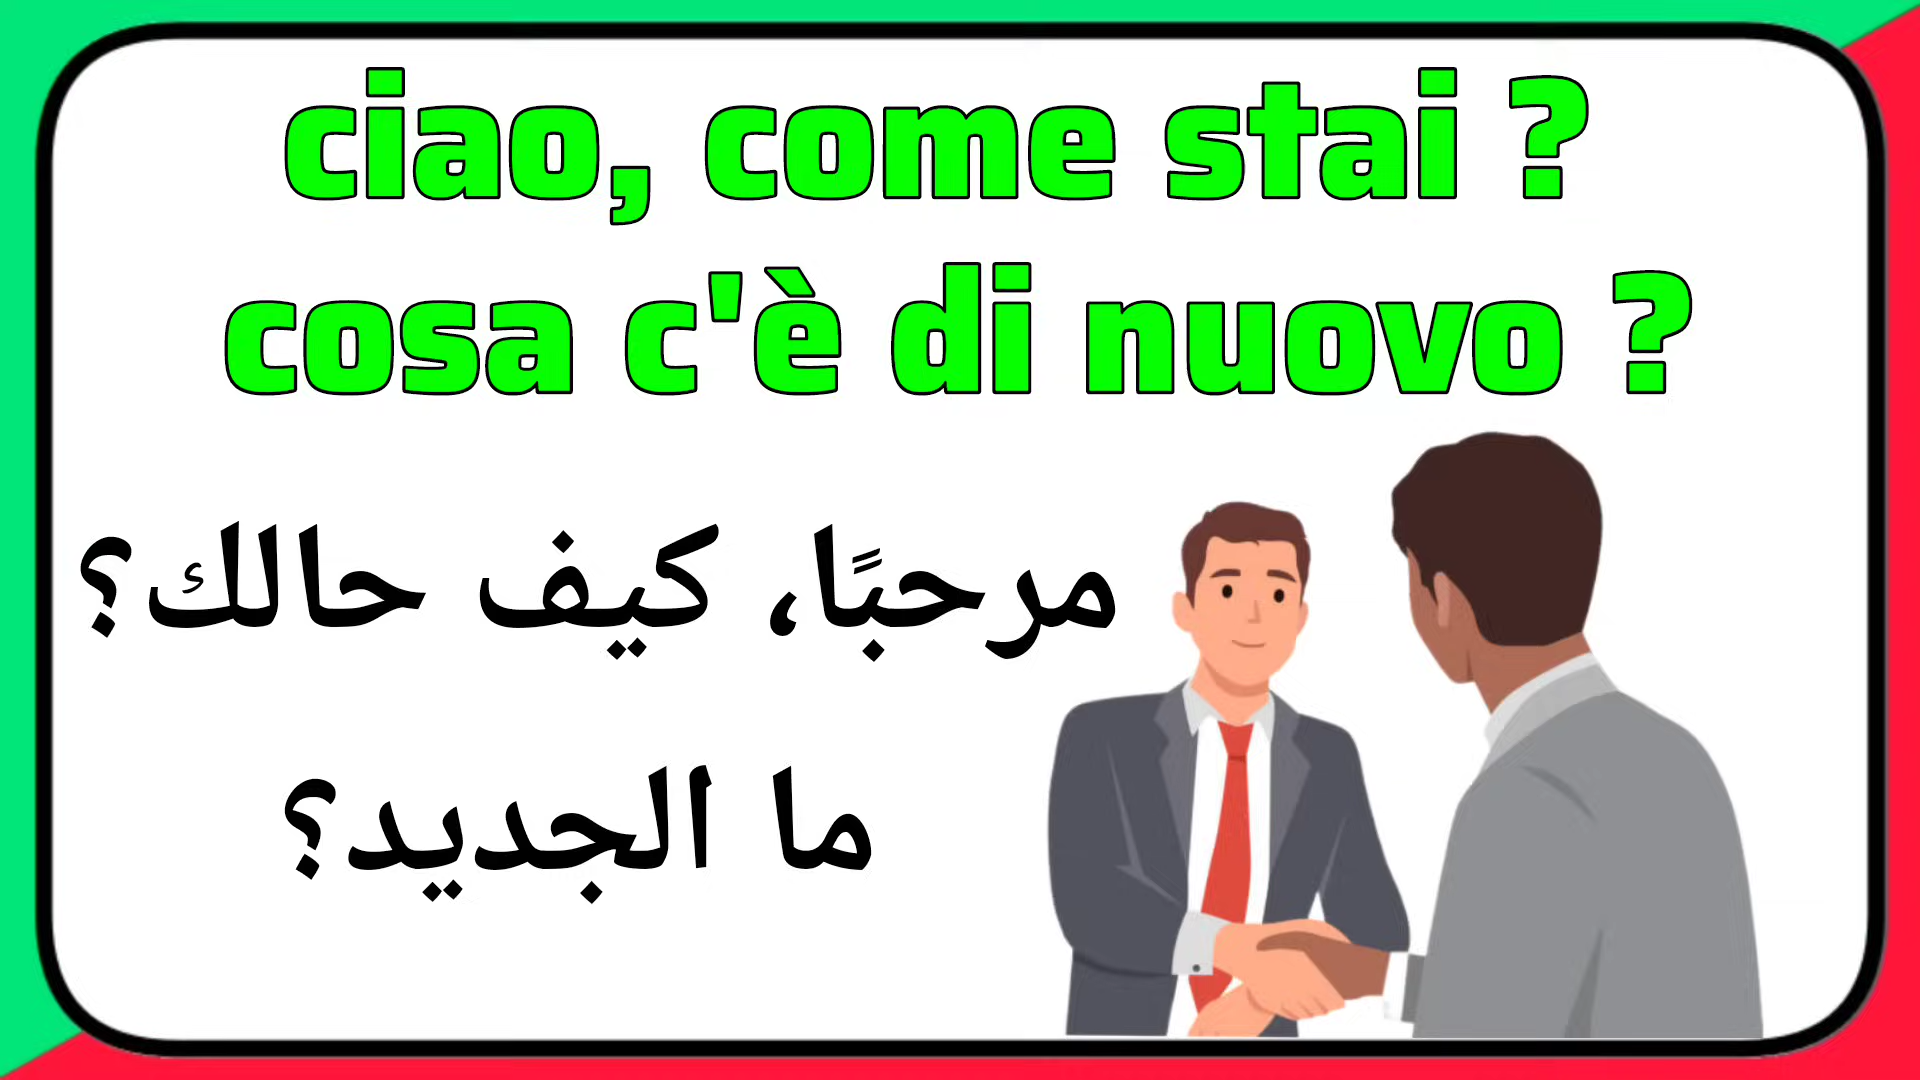 ciao, come stai ?
cosa c'è di nuovo ?
مرحبًا، كيف حالك؟
ما الجديد؟